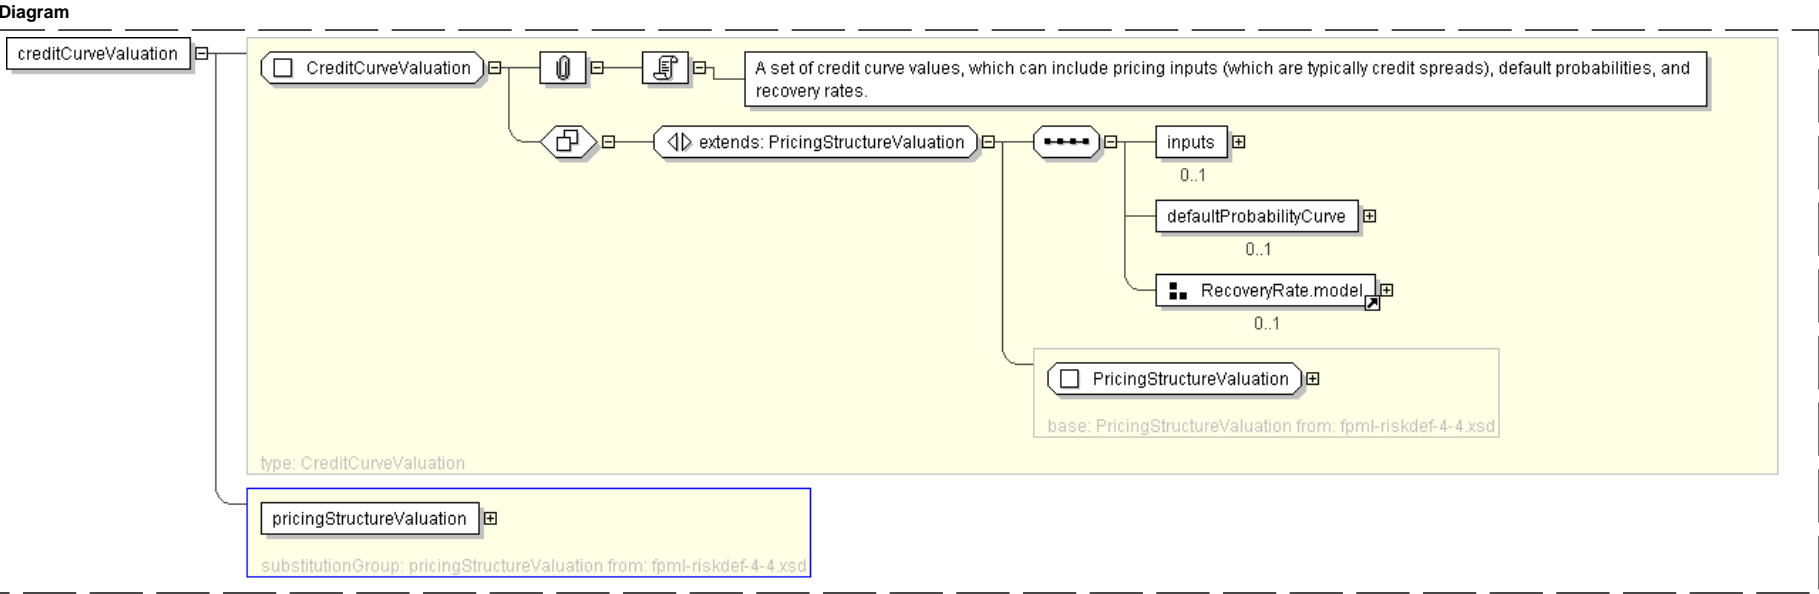 Diagram
creditCurveValuation
CreditCurveValuation
A set of credit curve values, which can include pricing inputs (which are typically credit spreads), default probabilities, and
recovery rates.
extends: PricingStructureValuation
inputs
0..1
defaultProbabilityCurve
0..1
RecoveryRate.model
0..1
PricingStructureValuation
base: PricingStructureValuation from: fpml-riskdef-4-4.xsd
type: CreditCurveValuation
pricingStructureValuation
substitutionGroup: pricingStructureValuation from: fpml-riskdef-4-4.xsd